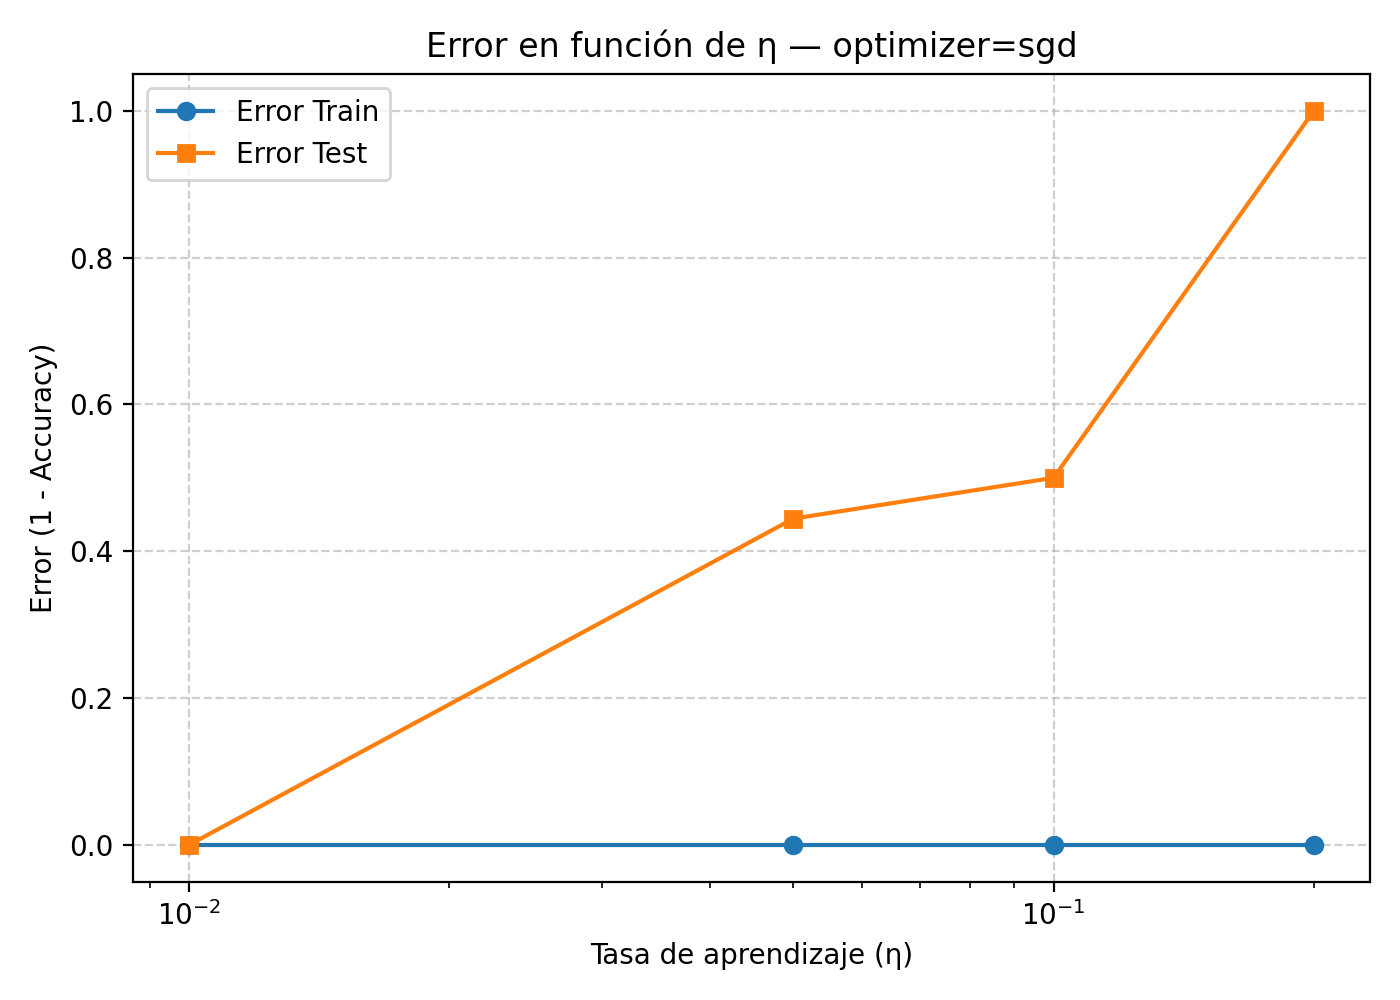 Error en función de η — optimizer=sgd
Error Train
Error Test
1.0
0.8
0.6
0.4
0.2
0.0
Error (1 - Accuracy)
10⁻²
10⁻¹
Tasa de aprendizaje (η)